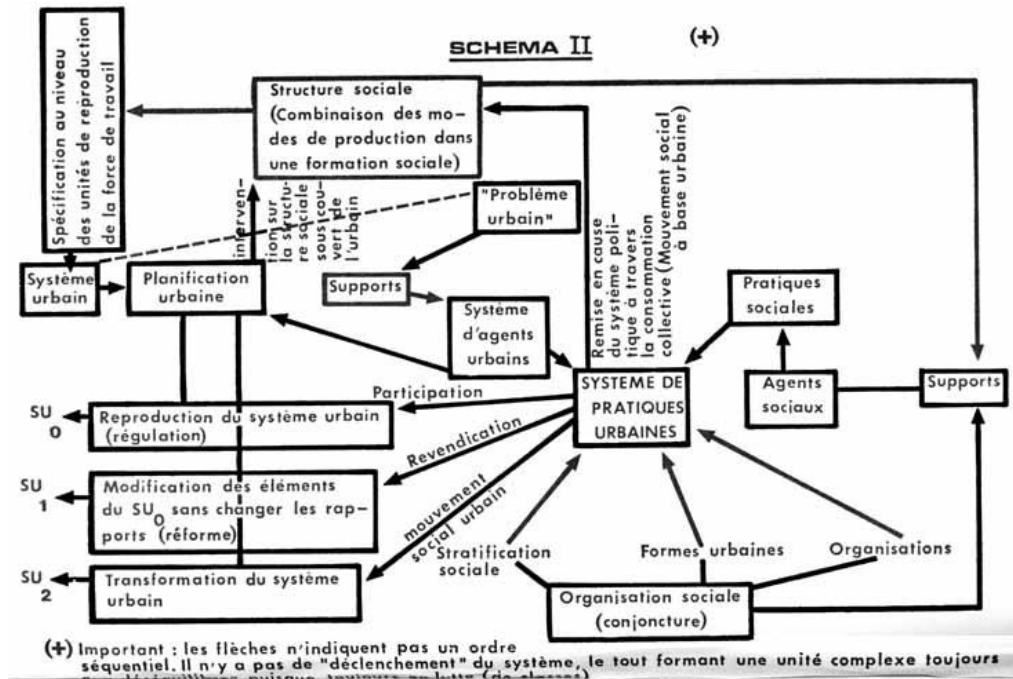 SCHEMA II
(+)
Spécification au niveau
des unités de reproduction
de la force de travail
Structure sociale
(Combinaison des mo-
des de production dans
une formation sociale)
interven-
tion sur
la structu-
re sociale
sous cou-
vert de
l'urbain
"Problème
urbain"
Remise en cause
du système poli-
tique à travers
la consommation
collective (Mouvement social
à base urbaine)
Système
urbain
Planification
urbaine
Supports
Système
d'agents
urbains
Pratiques
sociales
SYSTEME DE
PRATIQUES
URBAINES
Agents
sociaux
Supports
Participation
SU
0
Reproduction du système urbain
(régulation)
Revendication
SU
1
Modification des éléments
du SU0 sans changer les rap-
ports (réforme)
mouvement
social urbain
SU
2
Transformation du système
urbain
Stratification
sociale
Formes urbaines
Organisations
Organisation sociale
(conjoncture)
(+) Important : les flèches n'indiquent pas un ordre
séquentiel. Il n'y a pas de "déclenchement" du système, le tout formant une unité complexe toujours